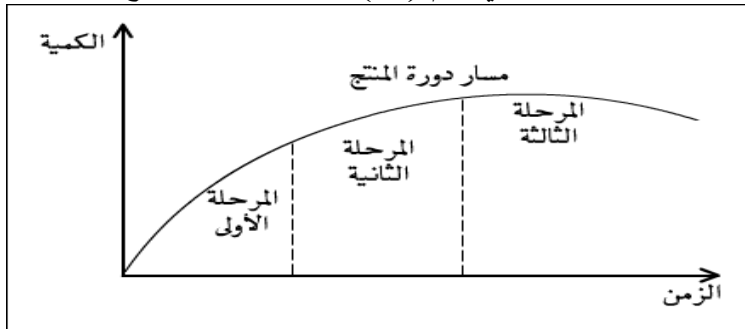 الكمية
مسار دورة المنتج
المرحلة
الثالثة
المرحلة
الثانية
المرحلة
الأولى
الزمن